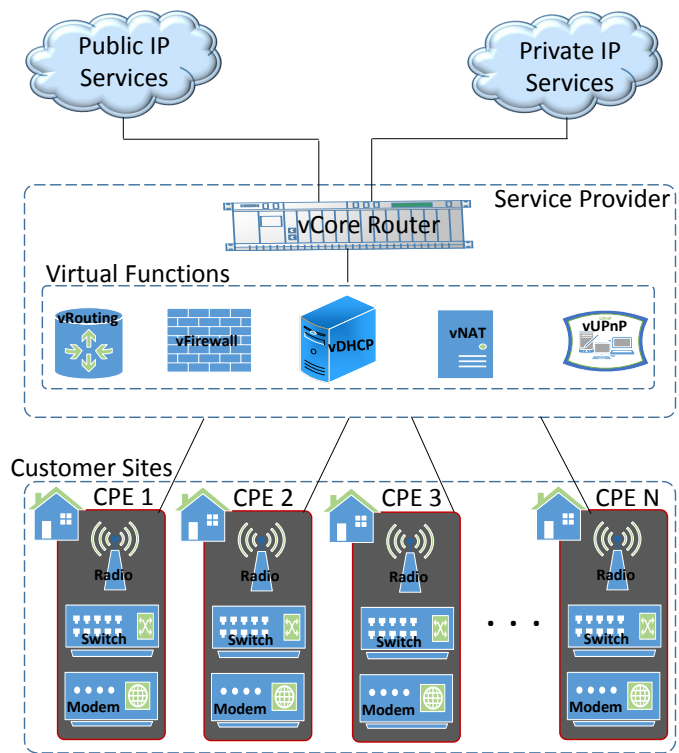 Public IP
Services
Private IP
Services
Service Provider
vCore Router
Virtual Functions
vRouting
vFirewall
vDHCP
vNAT
vUPnP
Customer Sites
CPE 1
CPE 2
CPE 3
CPE N
Radio
Radio
Radio
Radio
Switch
Switch
Switch
. . .
Switch
Modem
Modem
Modem
Modem